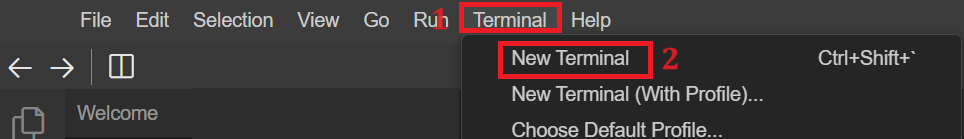 File Edit Selection View Go Run 1 Terminal Help
New Terminal 2 Ctrl+Shift+`
New Terminal (With Profile)...
Welcome
Choose Default Profile...